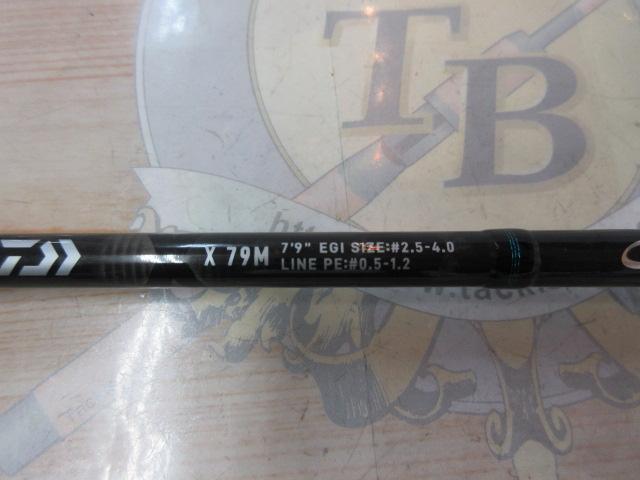 TB
X 79M
7'9" EGI SIZE:#2.5-4.0
LINE PE:#0.5-1.2